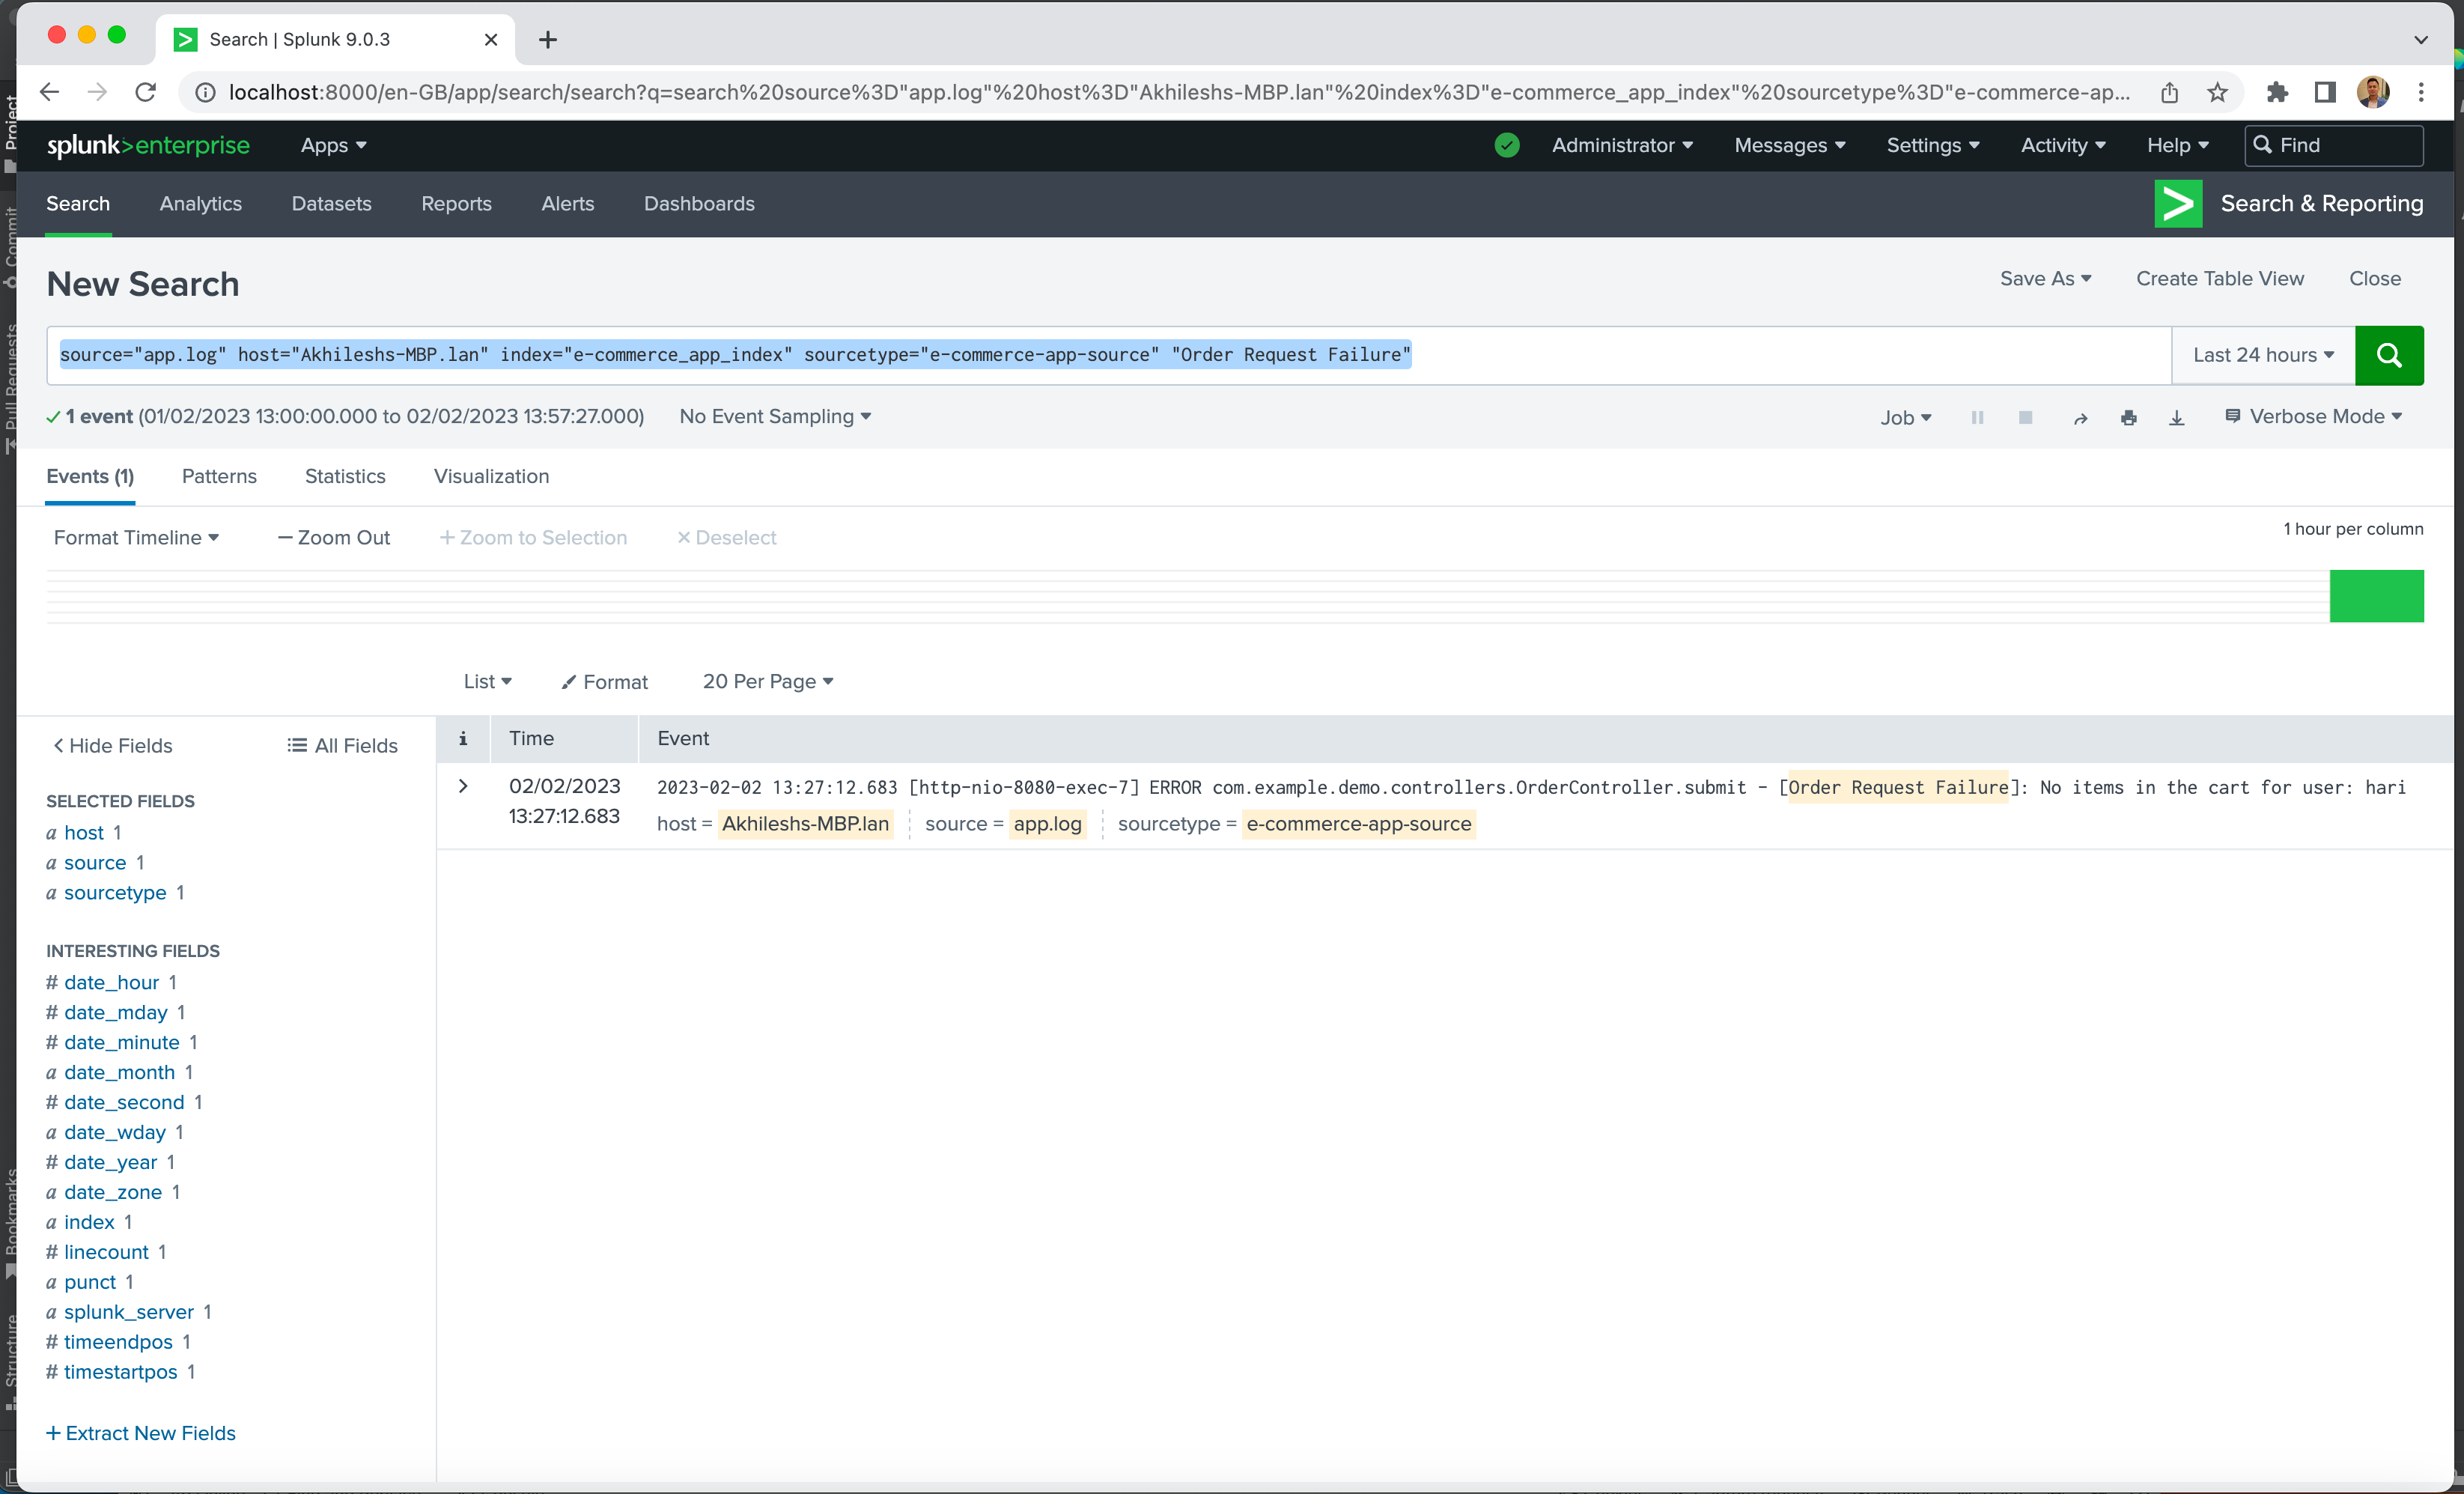 Search | Splunk 9.0.3
localhost:8000/en-GB/app/search/search?q=search%20source%3D"app.log"%20host%3D"Akhileshs-MBP.lan"%20index%3D"e-commerce_app_index"%20sourcetype%3D"e-commerce-ap...
splunk>enterprise Apps Administrator Messages Settings Activity Help Find
Search Analytics Datasets Reports Alerts Dashboards Search & Reporting
New Search Save As Create Table View Close
source="app.log" host="Akhileshs-MBP.lan" index="e-commerce_app_index" sourcetype="e-commerce-app-source" "Order Request Failure" Last 24 hours
1 event (01/02/2023 13:00:00.000 to 02/02/2023 13:57:27.000) No Event Sampling Job Verbose Mode
Events (1) Patterns Statistics Visualization
Format Timeline — Zoom Out + Zoom to Selection × Deselect 1 hour per column
List Format 20 Per Page
< Hide Fields All Fields
i Time Event
SELECTED FIELDS
a host 1
a source 1
a sourcetype 1
INTERESTING FIELDS
# date_hour 1
# date_mday 1
# date_minute 1
a date_month 1
# date_second 1
a date_wday 1
# date_year 1
a date_zone 1
a index 1
# linecount 1
a punct 1
a splunk_server 1
# timeendpos 1
# timestartpos 1
+ Extract New Fields
02/02/2023
13:27:12.683
2023-02-02 13:27:12.683 [http-nio-8080-exec-7] ERROR com.example.demo.controllers.OrderController.submit - [Order Request Failure]: No items in the cart for user: hari
host = Akhileshs-MBP.lan source = app.log sourcetype = e-commerce-app-source
Project
Commit
Pull Requests
Bookmarks
Structure